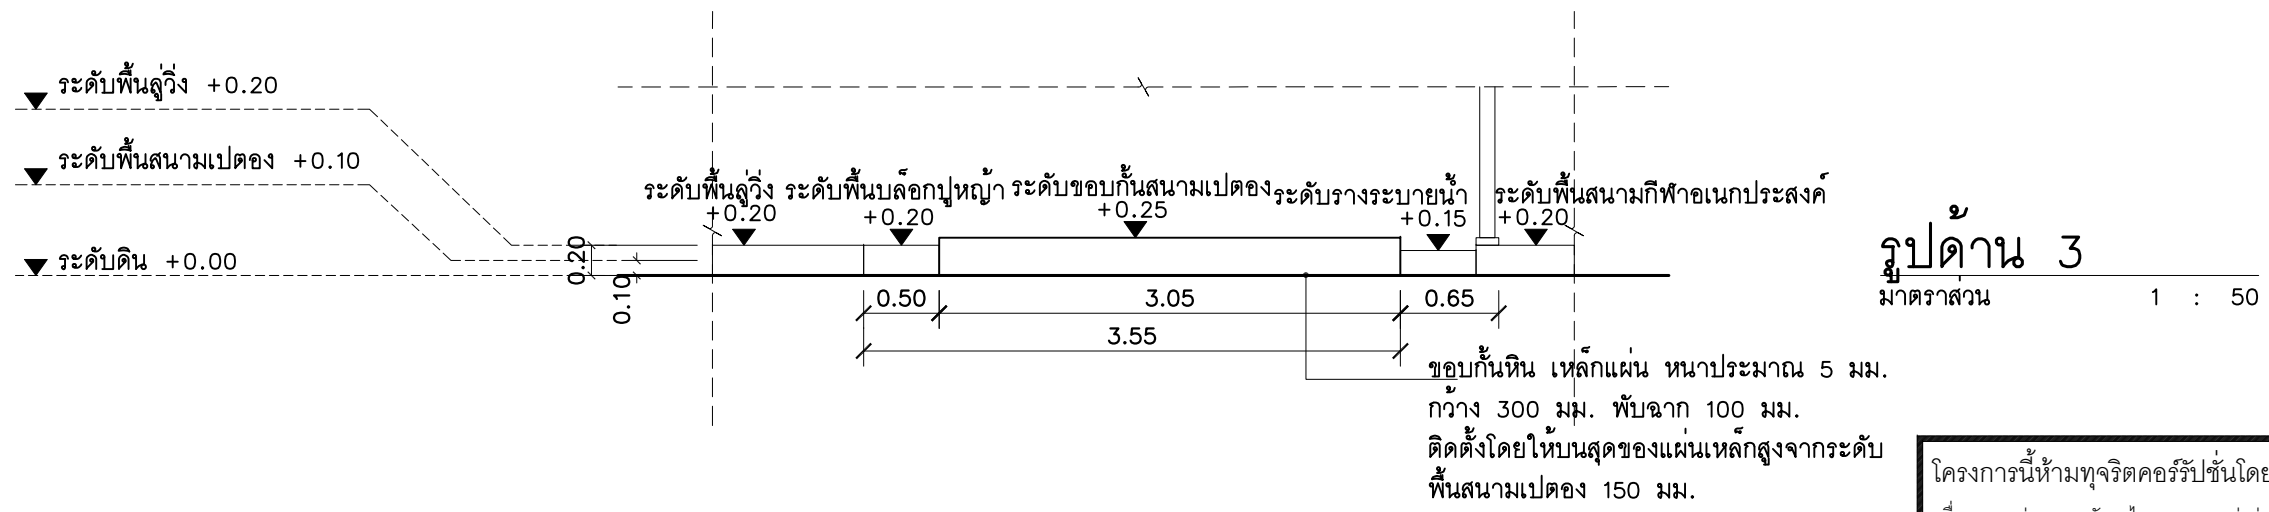 ระดับพื้นลู่วิ่ง +0.20
ระดับพื้นสนามเปตอง +0.10
ระดับดิน +0.00
0.20
0.10
ระดับพื้นลู่วิ่ง
+0.20
ระดับพื้นบล็อกปูหญ้า
+0.20
ระดับขอบกั้นสนามเปตอง
+0.25
ระดับรางระบายน้ำ
+0.15
ระดับพื้นสนามกีฬาอเนกประสงค์
+0.20
0.50
3.05
0.65
3.55
ขอบกั้นหิน เหล็กแผ่น หนาประมาณ 5 มม.
กว้าง 300 มม. พับฉาก 100 มม.
ติดตั้งโดยให้บนสุดของแผ่นเหล็กสูงจากระดับ
พื้นสนามเปตอง 150 มม.
รูปด้าน 3
มาตราส่วน 1 : 50
โครงการนี้ห้ามทุจริตคอร์รัปชั่นโดย